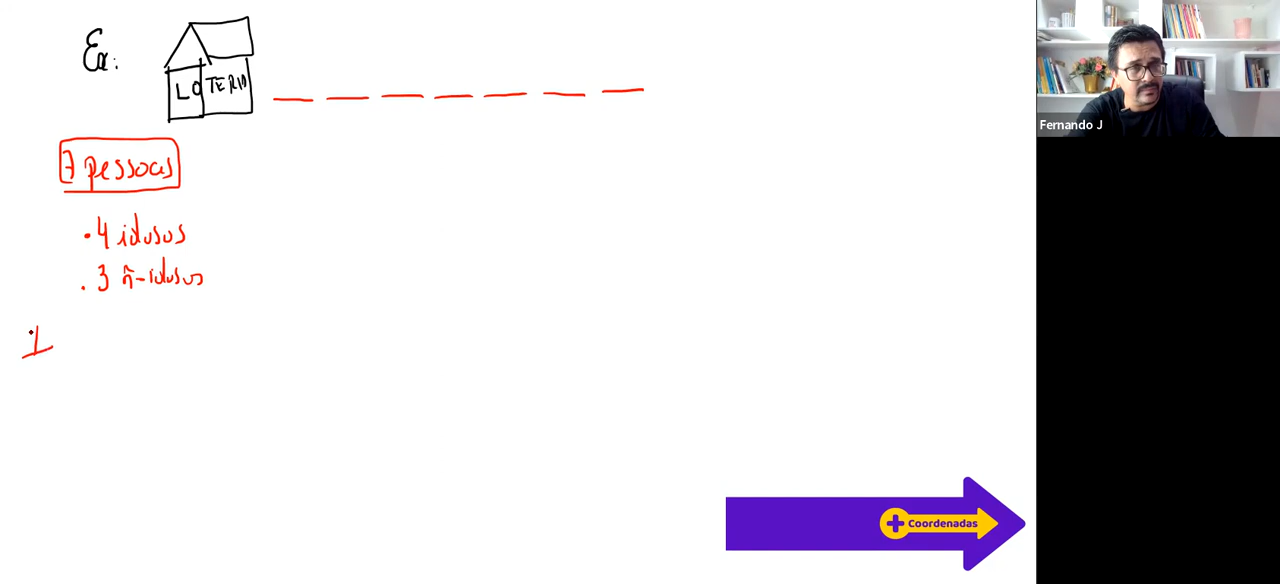 Ex:
LOTERIA
7 pessoas
• 4 idosos
• 3 ñ-idosos
1
Coordenadas
Fernando J